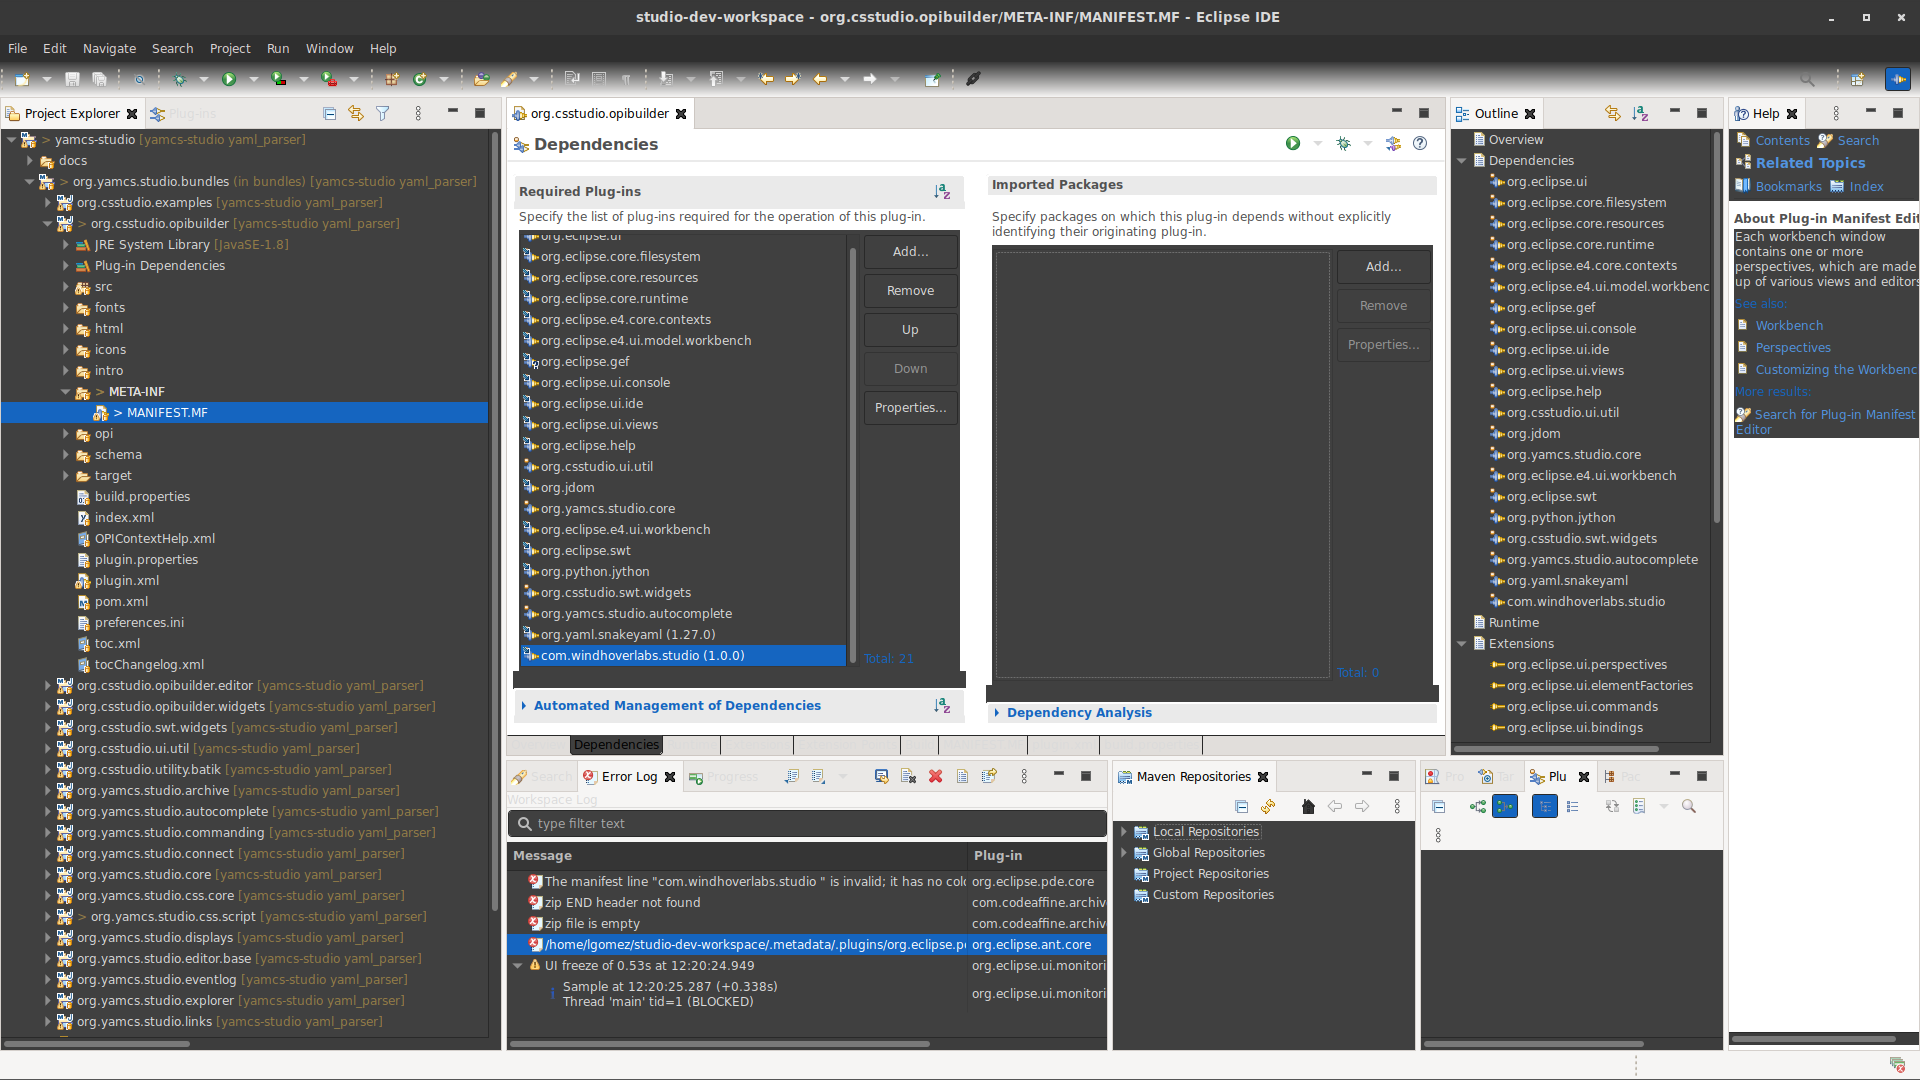 studio-dev-workspace - org.csstudio.opibuilder/META-INF/MANIFEST.MF - Eclipse IDE
File Edit Navigate Search Project Run Window Help
Project Explorer
Plug-ins
> yamcs-studio [yamcs-studio yaml_parser]
docs
> org.yamcs.studio.bundles (in bundles) [yamcs-studio yaml_parser]
org.csstudio.examples [yamcs-studio yaml_parser]
> org.csstudio.opibuilder [yamcs-studio yaml_parser]
JRE System Library [JavaSE-1.8]
Plug-in Dependencies
src
fonts
html
icons
intro
> META-INF
> MANIFEST.MF
opi
schema
target
build.properties
index.xml
OPIContextHelp.xml
plugin.properties
plugin.xml
pom.xml
preferences.ini
toc.xml
tocChangelog.xml
org.csstudio.opibuilder.editor [yamcs-studio yaml_parser]
org.csstudio.opibuilder.widgets [yamcs-studio yaml_parser]
org.csstudio.swt.widgets [yamcs-studio yaml_parser]
org.csstudio.ui.util [yamcs-studio yaml_parser]
org.csstudio.utility.batik [yamcs-studio yaml_parser]
org.yamcs.studio.archive [yamcs-studio yaml_parser]
org.yamcs.studio.autocomplete [yamcs-studio yaml_parser]
org.yamcs.studio.commanding [yamcs-studio yaml_parser]
org.yamcs.studio.connect [yamcs-studio yaml_parser]
org.yamcs.studio.core [yamcs-studio yaml_parser]
org.yamcs.studio.css.core [yamcs-studio yaml_parser]
> org.yamcs.studio.css.script [yamcs-studio yaml_parser]
org.yamcs.studio.displays [yamcs-studio yaml_parser]
org.yamcs.studio.editor.base [yamcs-studio yaml_parser]
org.yamcs.studio.eventlog [yamcs-studio yaml_parser]
org.yamcs.studio.explorer [yamcs-studio yaml_parser]
org.yamcs.studio.links [yamcs-studio yaml_parser]
org.csstudio.opibuilder
Dependencies
Required Plug-ins
Specify the list of plug-ins required for the operation of this plug-in.
org.eclipse.ui
org.eclipse.core.filesystem
org.eclipse.core.resources
org.eclipse.core.runtime
org.eclipse.e4.core.contexts
org.eclipse.e4.ui.model.workbench
org.eclipse.gef
org.eclipse.ui.console
org.eclipse.ui.ide
org.eclipse.ui.views
org.eclipse.help
org.csstudio.ui.util
org.jdom
org.yamcs.studio.core
org.eclipse.e4.ui.workbench
org.eclipse.swt
org.python.jython
org.csstudio.swt.widgets
org.yamcs.studio.autocomplete
org.yaml.snakeyaml (1.27.0)
com.windhoverlabs.studio (1.0.0)
Add...
Remove
Up
Down
Properties...
Total: 21
Automated Management of Dependencies
Imported Packages
Specify packages on which this plug-in depends without explicitly
identifying their originating plug-in.
Add...
Remove
Properties...
Total: 0
Dependency Analysis
Dependencies
Search
Error Log
Progress
Workspace Log
type filter text
Message Plug-in
The manifest line "com.windhoverlabs.studio " is invalid; it has no colo org.eclipse.pde.core
zip END header not found com.codeaffine.archiv
zip file is empty com.codeaffine.archiv
/home/lgomez/studio-dev-workspace/.metadata/.plugins/org.eclipse.pd org.eclipse.ant.core
UI freeze of 0.53s at 12:20:24.949 org.eclipse.ui.monitori
Sample at 12:20:25.287 (+0.338s)
Thread 'main' tid=1 (BLOCKED)
org.eclipse.ui.monitori
Maven Repositories
Local Repositories
Global Repositories
Project Repositories
Custom Repositories
Pro
Tar
Plu
Pac
Outline
Overview
Dependencies
org.eclipse.ui
org.eclipse.core.filesystem
org.eclipse.core.resources
org.eclipse.core.runtime
org.eclipse.e4.core.contexts
org.eclipse.e4.ui.model.workbenc
org.eclipse.gef
org.eclipse.ui.console
org.eclipse.ui.ide
org.eclipse.ui.views
org.eclipse.help
org.csstudio.ui.util
org.jdom
org.yamcs.studio.core
org.eclipse.e4.ui.workbench
org.eclipse.swt
org.python.jython
org.csstudio.swt.widgets
org.yamcs.studio.autocomplete
org.yaml.snakeyaml
com.windhoverlabs.studio
Runtime
Extensions
org.eclipse.ui.perspectives
org.eclipse.ui.elementFactories
org.eclipse.ui.commands
org.eclipse.ui.bindings
Help
Contents Search
Related Topics
Bookmarks Index
About Plug-in Manifest Edit
Each workbench window
contains one or more
perspectives, which are made
up of various views and editors
See also:
Workbench
Perspectives
Customizing the Workbenc
More results:
Search for Plug-in Manifest
Editor